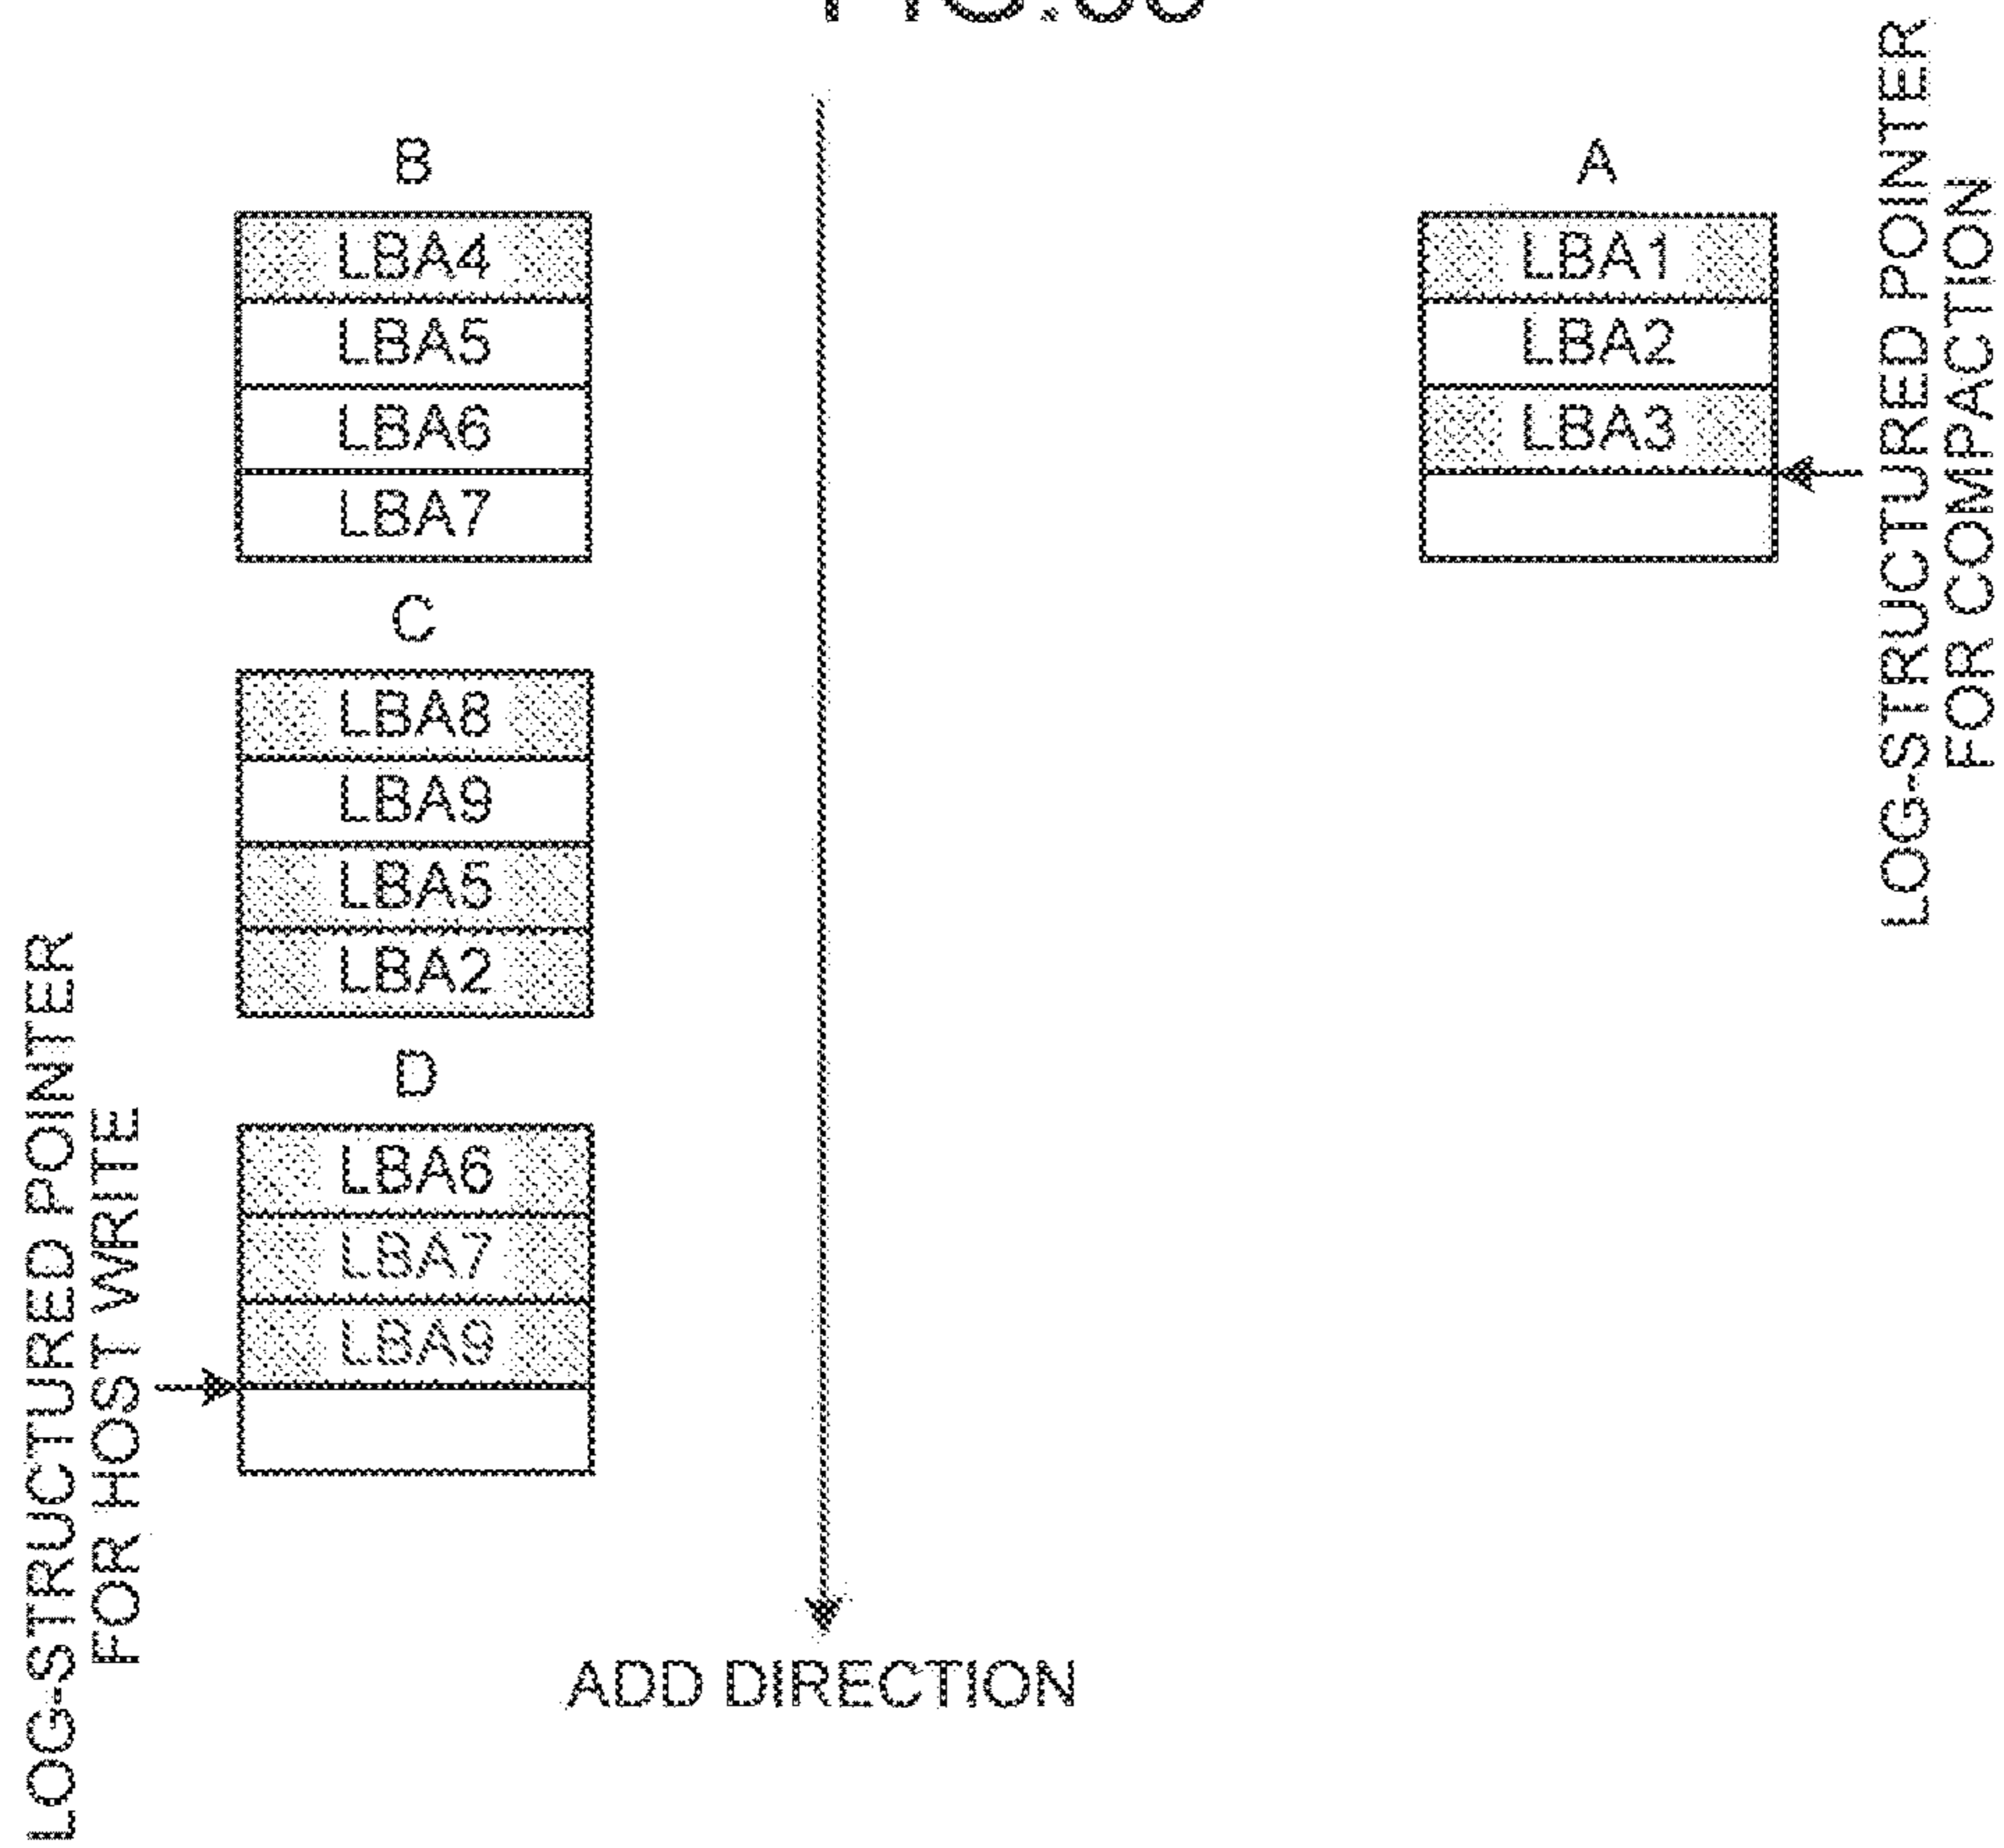 B
LBA4
LBA5
LBA6
LBA7
C
LBA8
LBA9
LBA5
LBA2
D
LBA6
LBA7
LBA9
LOG-STRUCTURED POINTER
FOR HOST WRITE
ADD DIRECTION
A
LBA1
LBA2
LBA3
LOG-STRUCTURED POINTER
FOR COMPACTION